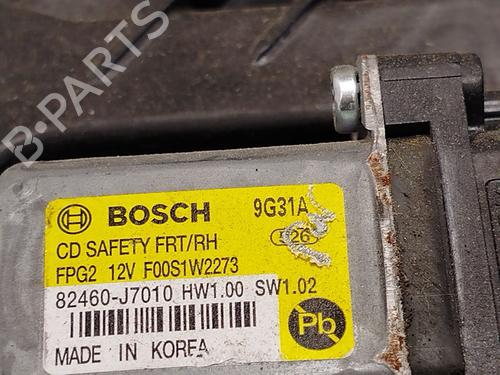 B-PARTS
BOSCH 9G31A
CD SAFETY FRT/RH
FPG2 12V F00S1W2273
82460-J7010 HW1.00 SW1.02
Pb
MADE IN KOREA